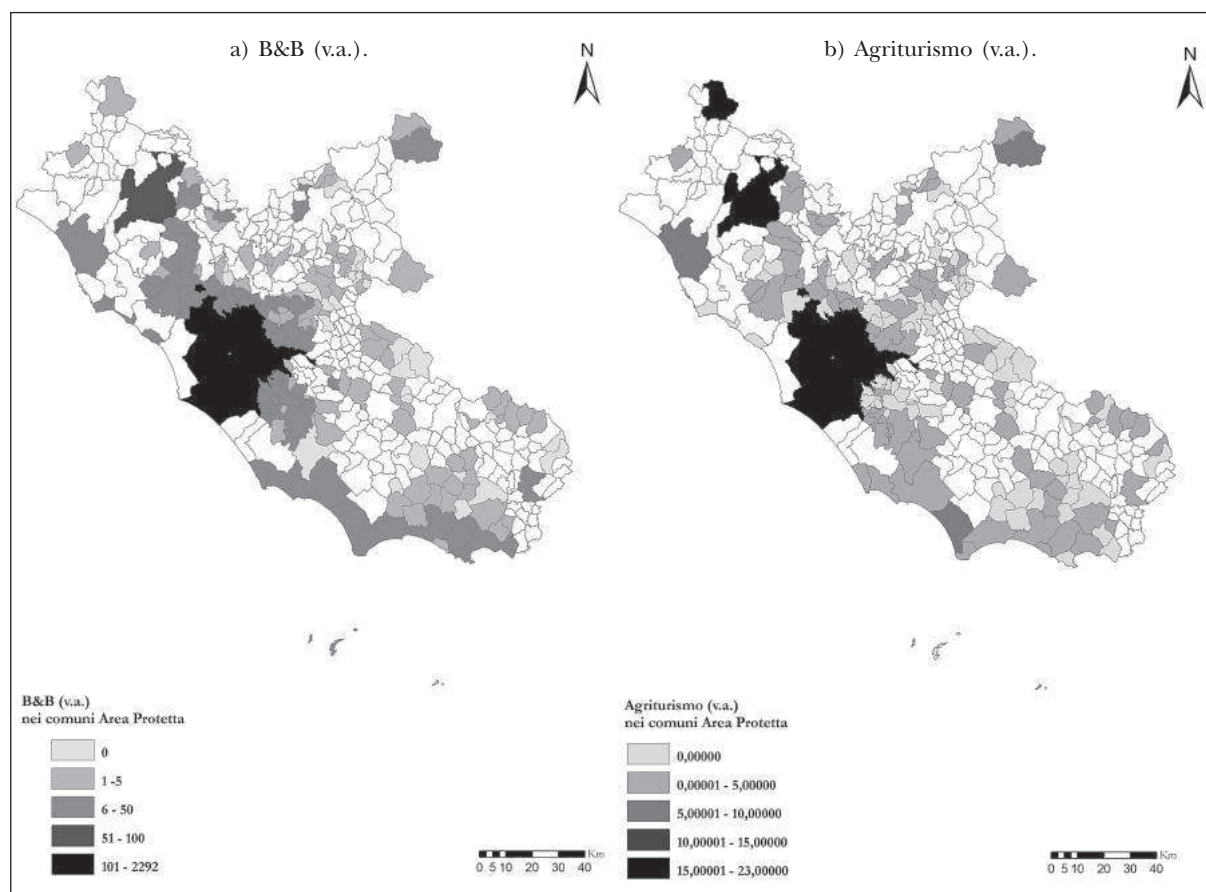 a) B&B (v.a.).
N
B&B (v.a.)
nei comuni Area Protetta
0
1 -5
6 - 50
51 - 100
101 - 2292
Km
0 5 10 20 30 40
b) Agriturismo (v.a.).
N
Agriturismo (v.a.)
nei comuni Area Protetta
0,00000
0,00001 - 5,00000
5,00001 - 10,00000
10,00001 - 15,00000
15,00001 - 23,00000
Km
0 5 10 20 30 40